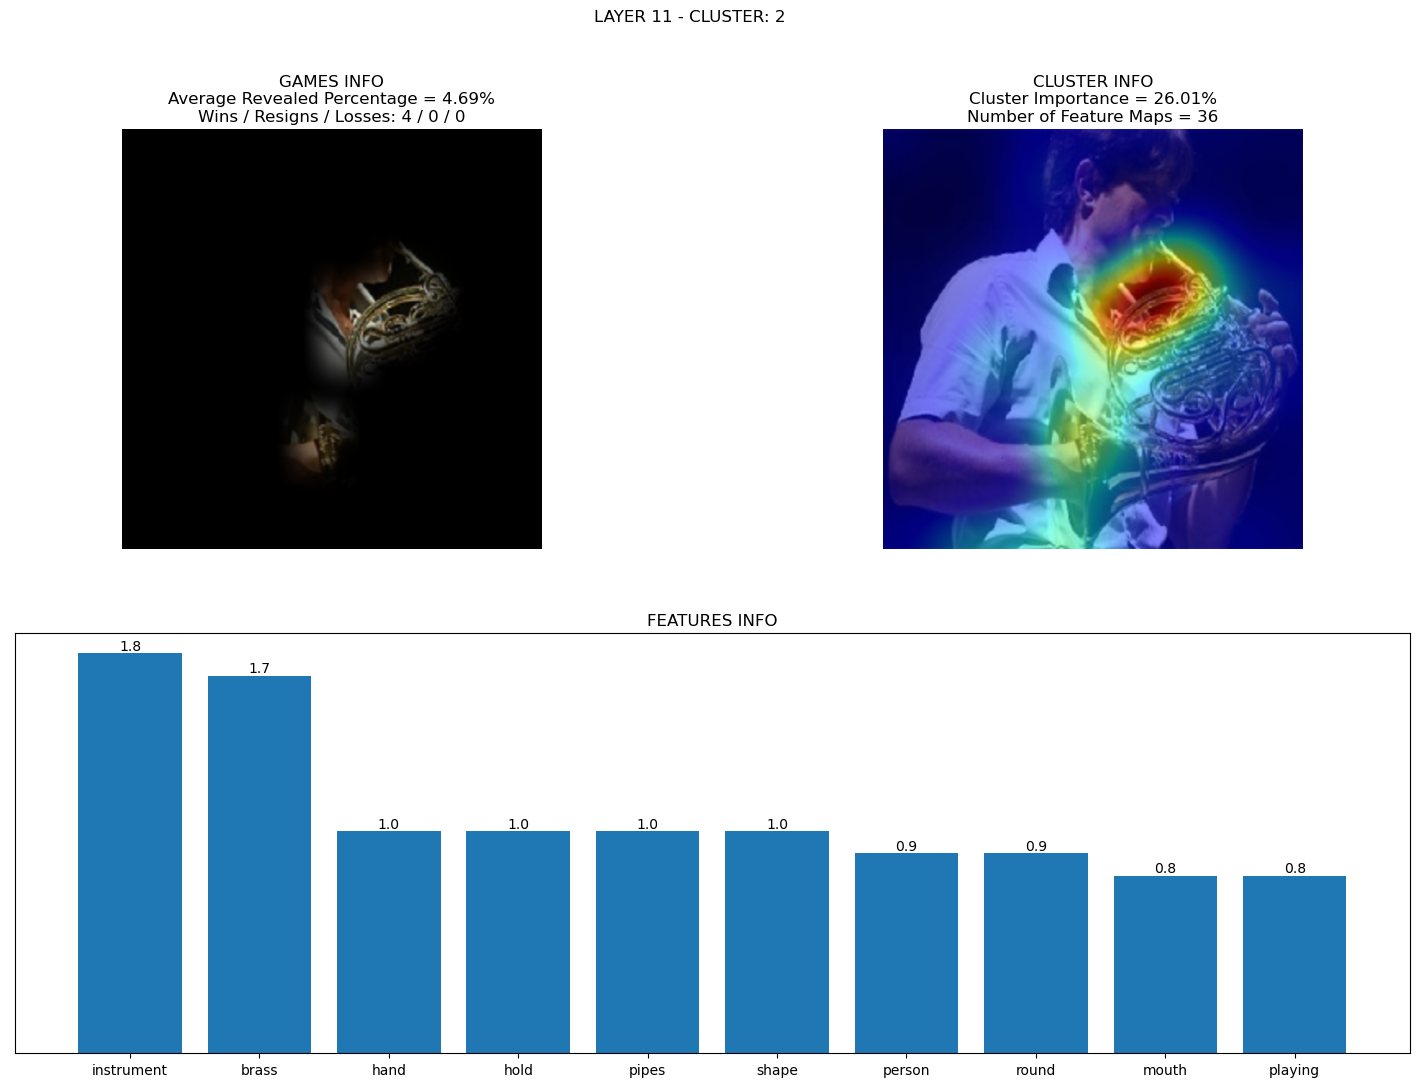 LAYER 11 - CLUSTER: 2
GAMES INFO
Average Revealed Percentage = 4.69%
Wins / Resigns / Losses: 4 / 0 / 0
CLUSTER INFO
Cluster Importance = 26.01%
Number of Feature Maps = 36
FEATURES INFO
1.8 1.7 1.0 1.0 1.0 1.0 0.9 0.9 0.8 0.8
instrument brass hand hold pipes shape person round mouth playing